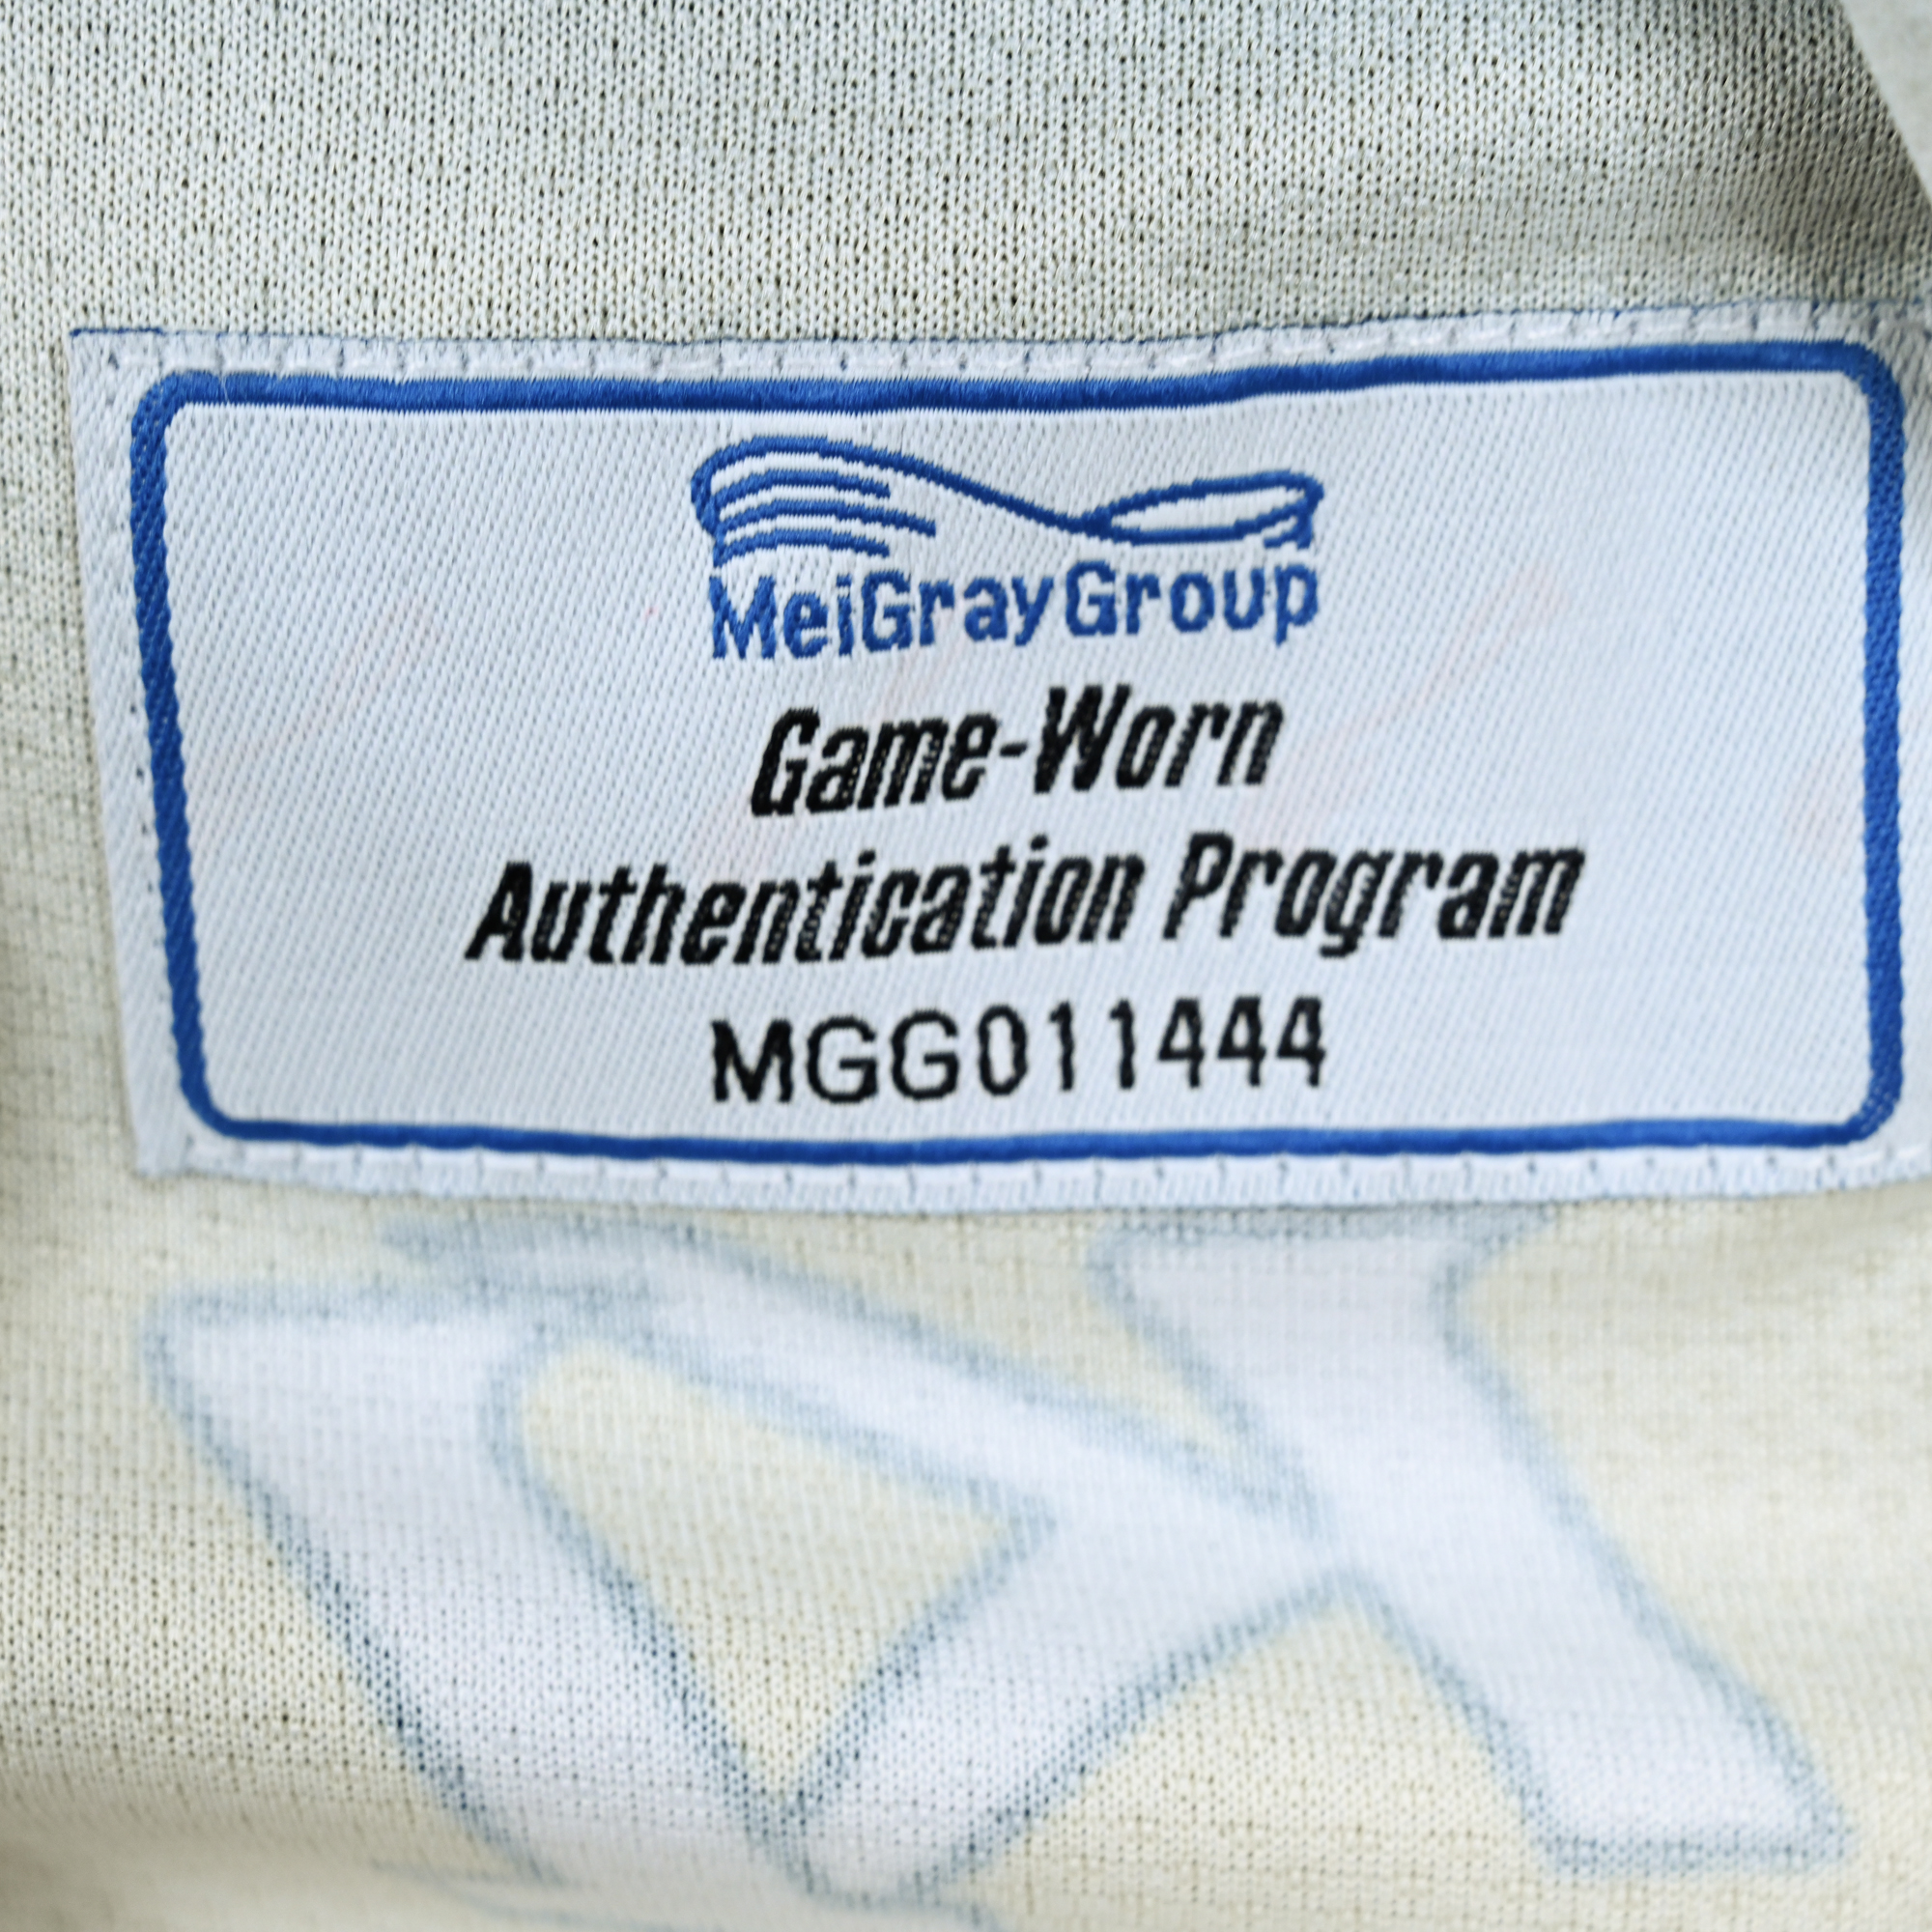 MeiGrayGroup
Game-Worn
Authentication Program
MGG011444